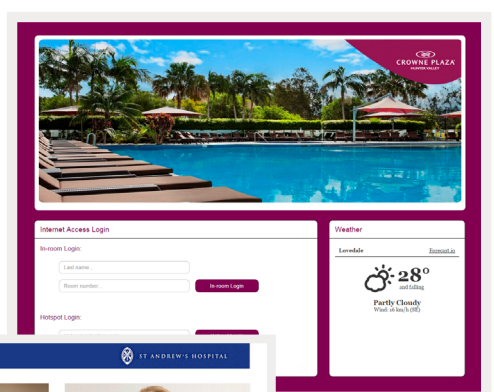 CROWNE PLAZA
HUNTER VALLEY
Internet Access Login
In-room Login:
Last name...
Room number...
In-room Login
Hotspot Login:
Weather
Lovedale
Forecast.io
28°
and falling
Partly Cloudy
Wind: 16 km/h (SE)
ST ANDREW'S HOSPITAL